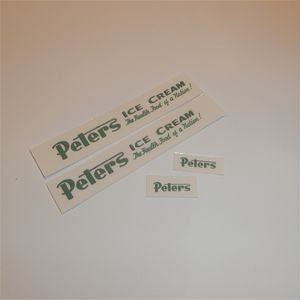 Peters ICE CREAM
The Health Food of a Nation!
Peters ICE CREAM
The Health Food of a Nation!
Peters
Peters